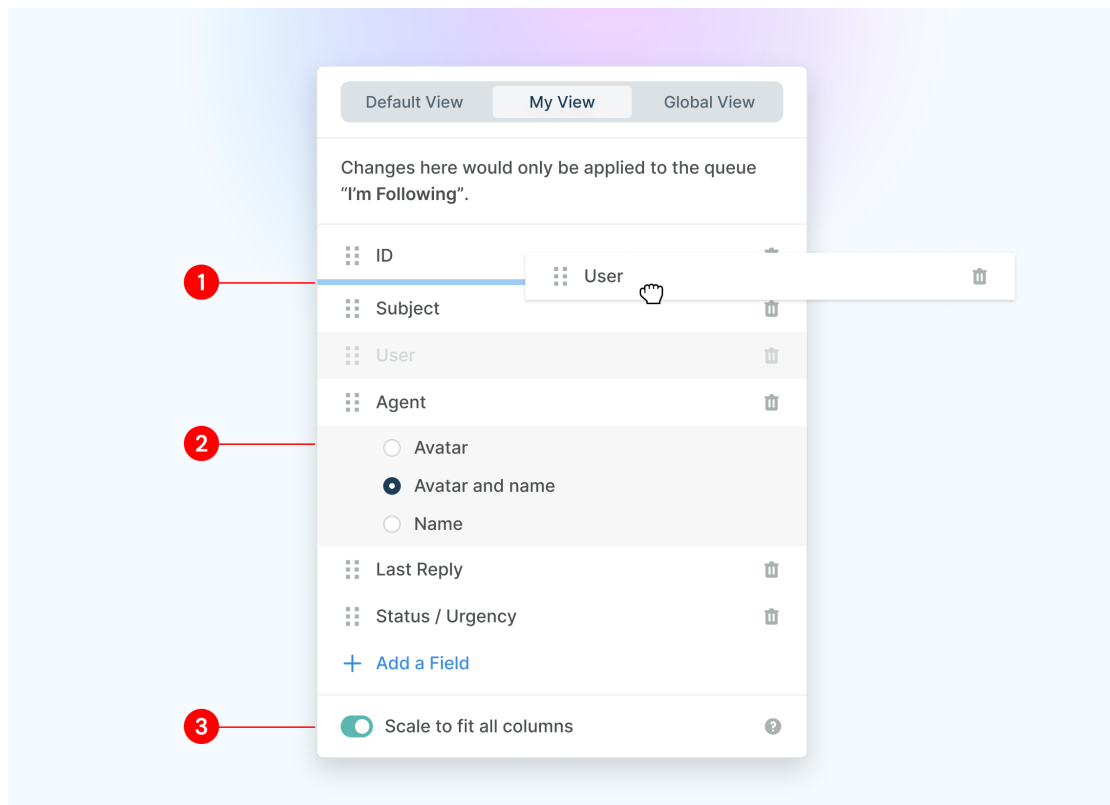 Default View
My View
Global View
Changes here would only be applied to the queue
“I’m Following”.
ID
1
User
Subject
User
Agent
2
Avatar
Avatar and name
Name
Last Reply
Status / Urgency
Add a Field
3
Scale to fit all columns
?